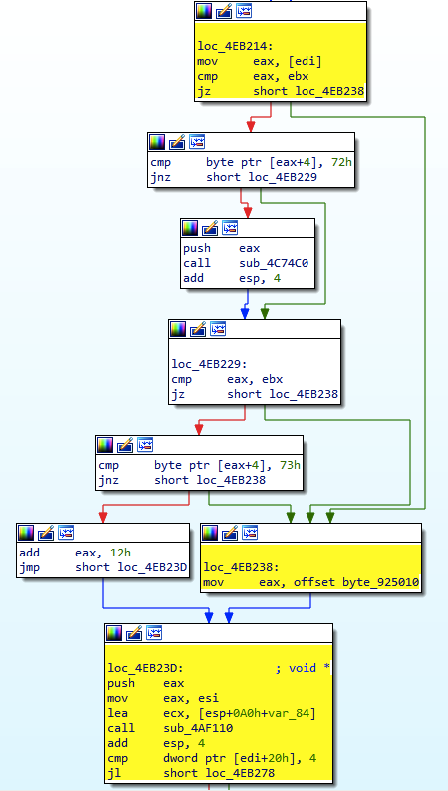 loc_4EB214:
mov eax, [edi]
cmp eax, ebx
jz short loc_4EB238
cmp byte ptr [eax+4], 72h
jnz short loc_4EB229
push eax
call sub_4C74C0
add esp, 4
loc_4EB229:
cmp eax, ebx
jz short loc_4EB238
cmp byte ptr [eax+4], 73h
jnz short loc_4EB238
add eax, 12h
jmp short loc_4EB23D
loc_4EB238:
mov eax, offset byte_925010
loc_4EB23D: ; void *
push eax
mov eax, esi
lea ecx, [esp+0A0h+var_84]
call sub_4AF110
add esp, 4
cmp dword ptr [edi+20h], 4
jl short loc_4EB278